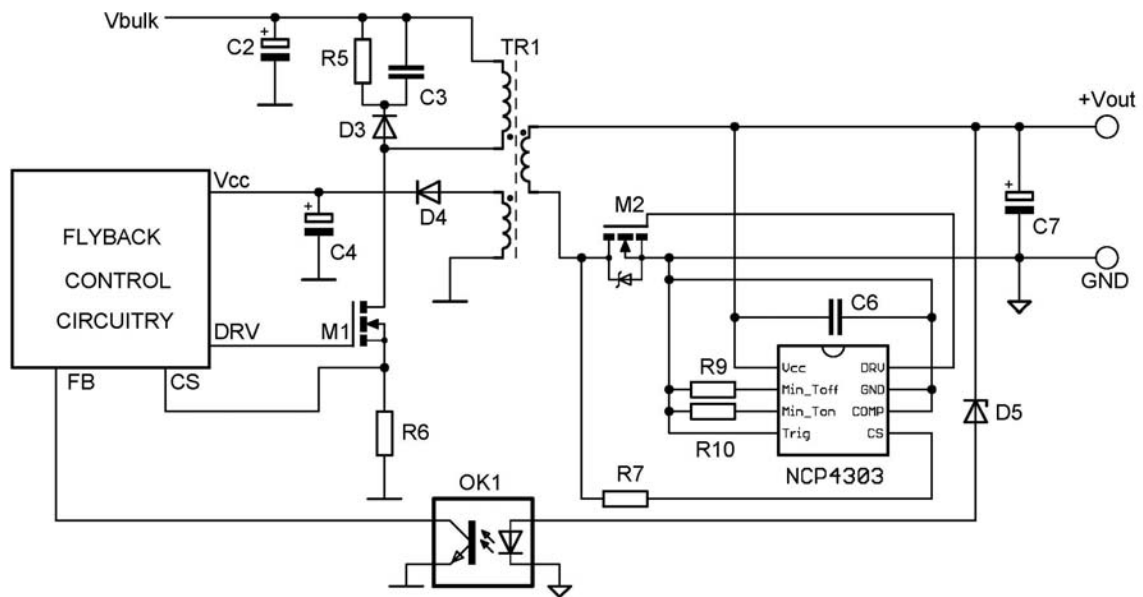 Vbulk
C2
+
R5
C3
D3
TR1
+Vout
Vcc
FLYBACK
CONTROL
CIRCUITRY
DRV
FB
CS
+
C4
D4
M1
R6
M2
+
C7
GND
C6
R9
R10
R7
Vcc
Min_Toff
Min_Ton
Trig
DRV
GND
COMP
CS
NCP4303
D5
OK1